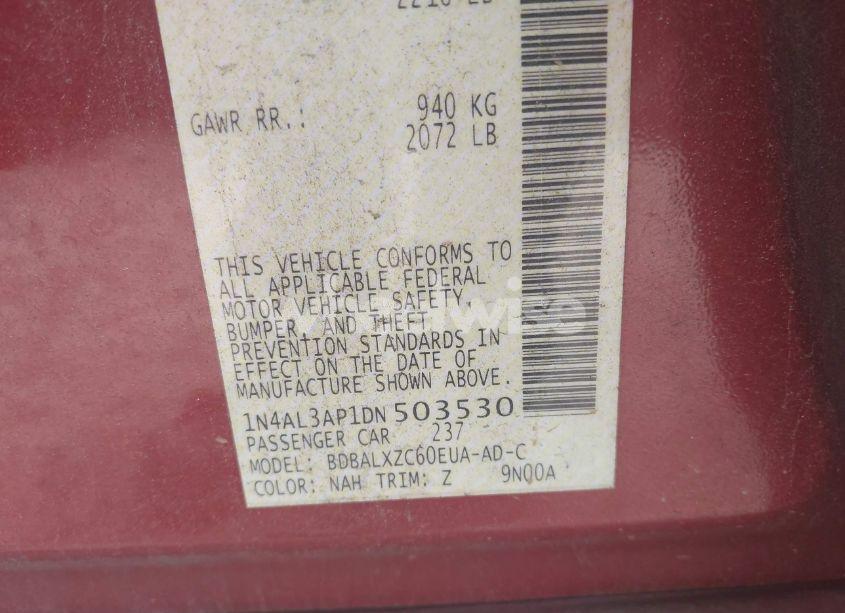 GAWR RR.: 940 KG
2072 LB
THIS VEHICLE CONFORMS TO
ALL APPLICABLE FEDERAL
MOTOR VEHICLE SAFETY,
BUMPER, AND THEFT
PREVENTION STANDARDS IN
EFFECT ON THE DATE OF
MANUFACTURE SHOWN ABOVE.
1N4AL3AP1DN 503530
PASSENGER CAR 237
MODEL: BDBALXZC60EUA-AD-C
COLOR: NAH TRIM: Z 9N00A